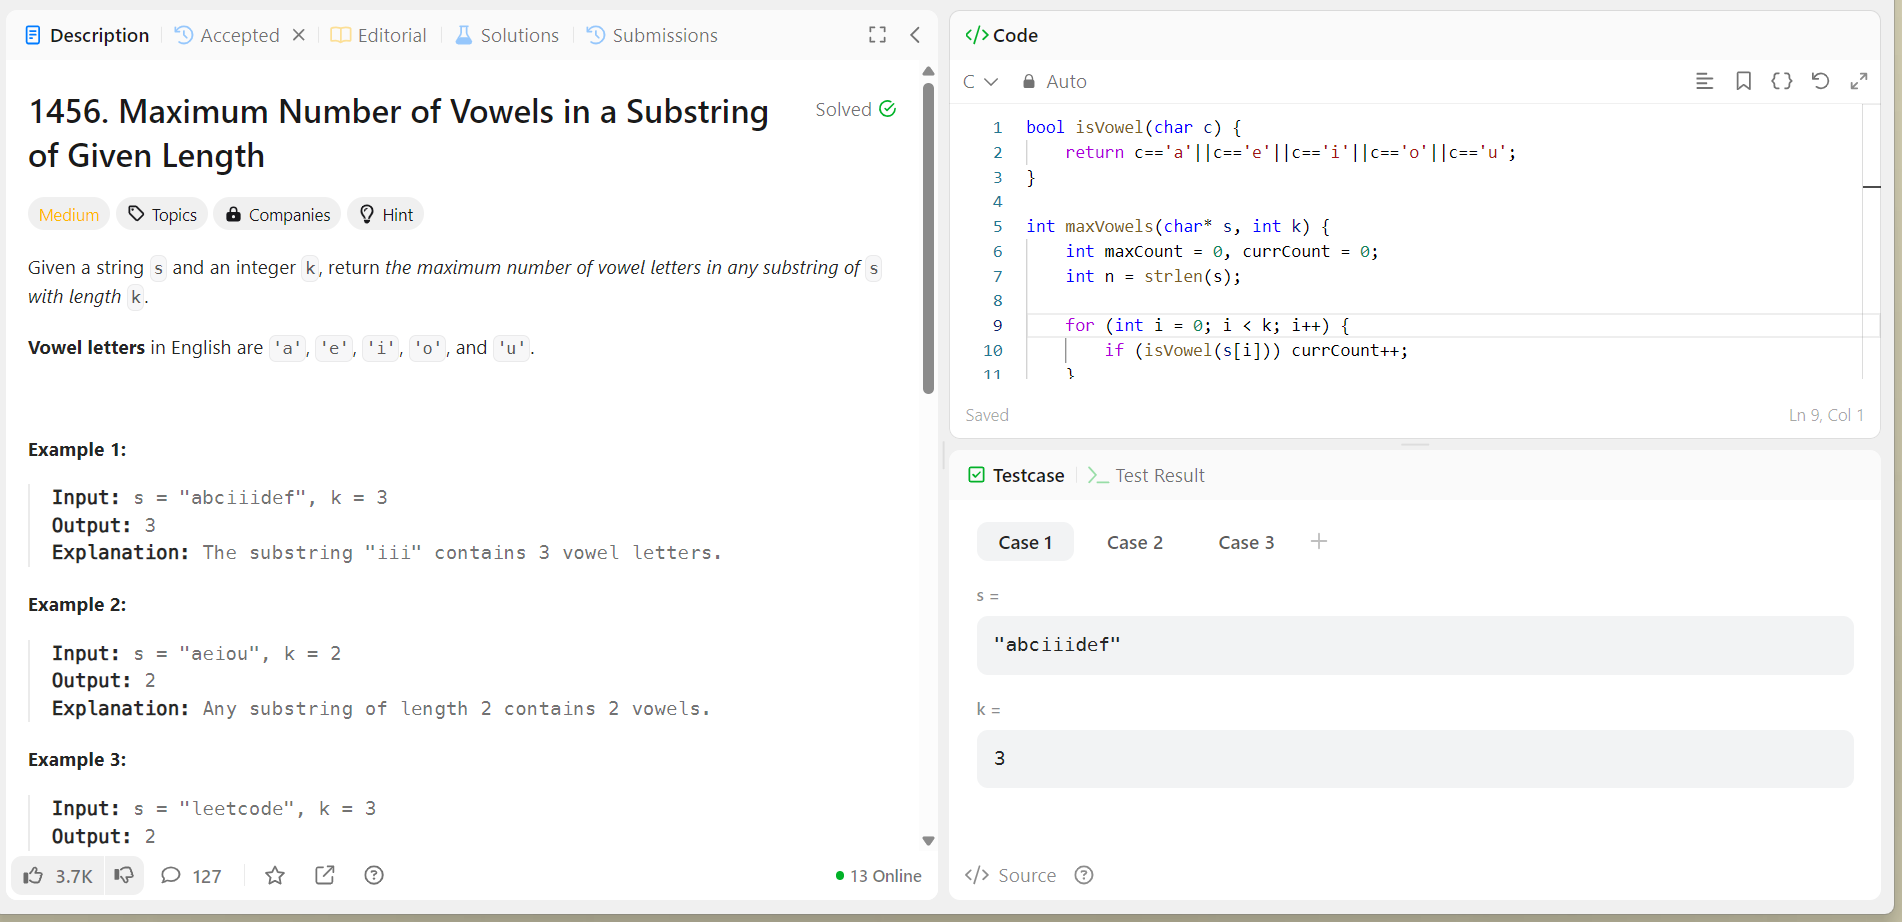 Description
Accepted
Editorial
Solutions
Submissions
1456. Maximum Number of Vowels in a Substring
of Given Length
Solved
Medium
Topics
Companies
Hint
Given a string s and an integer k, return the maximum number of vowel letters in any substring of s
with length k.
Vowel letters in English are 'a', 'e', 'i', 'o', and 'u'.
Example 1:
Input: s = "abciiidef", k = 3
Output: 3
Explanation: The substring "iii" contains 3 vowel letters.
Example 2:
Input: s = "aeiou", k = 2
Output: 2
Explanation: Any substring of length 2 contains 2 vowels.
Example 3:
Input: s = "leetcode", k = 3
Output: 2
3.7K
127
13 Online
</> Code
C
Auto
1 bool isVowel(char c) {
2 return c=='a'||c=='e'||c=='i'||c=='o'||c=='u';
3 }
4
5 int maxVowels(char* s, int k) {
6 int maxCount = 0, currCount = 0;
7 int n = strlen(s);
8
9 for (int i = 0; i < k; i++) {
10 if (isVowel(s[i])) currCount++;
11 }
Saved
Ln 9, Col 1
Testcase
Test Result
Case 1
Case 2
Case 3
s =
"abciiidef"
k =
3
</> Source